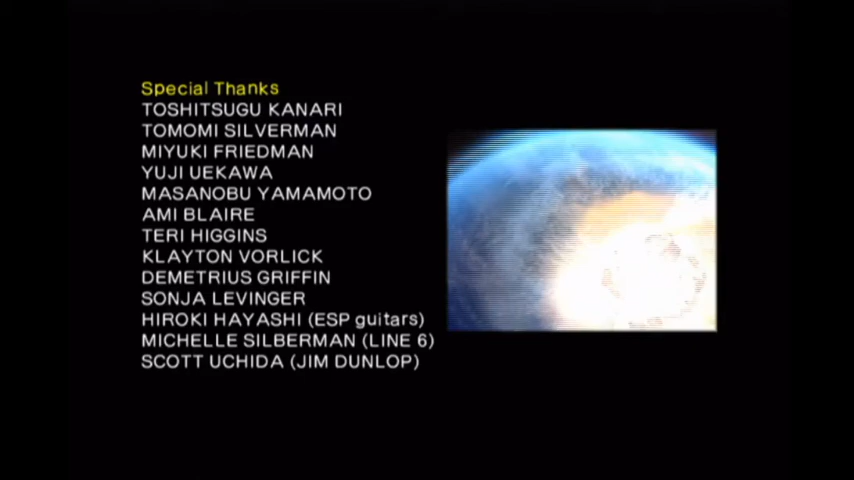 Special Thanks
TOSHITSUGU KANARI
TOMOMI SILVERMAN
MIYUKI FRIEDMAN
YUJI UEKAWA
MASANOBU YAMAMOTO
AMI BLAIRE
TERI HIGGINS
KLAYTON VORLICK
DEMETRIUS GRIFFIN
SONJA LEVINGER
HIROKI HAYASHI (ESP guitars)
MICHELLE SILBERMAN (LINE 6)
SCOTT UCHIDA (JIM DUNLOP)